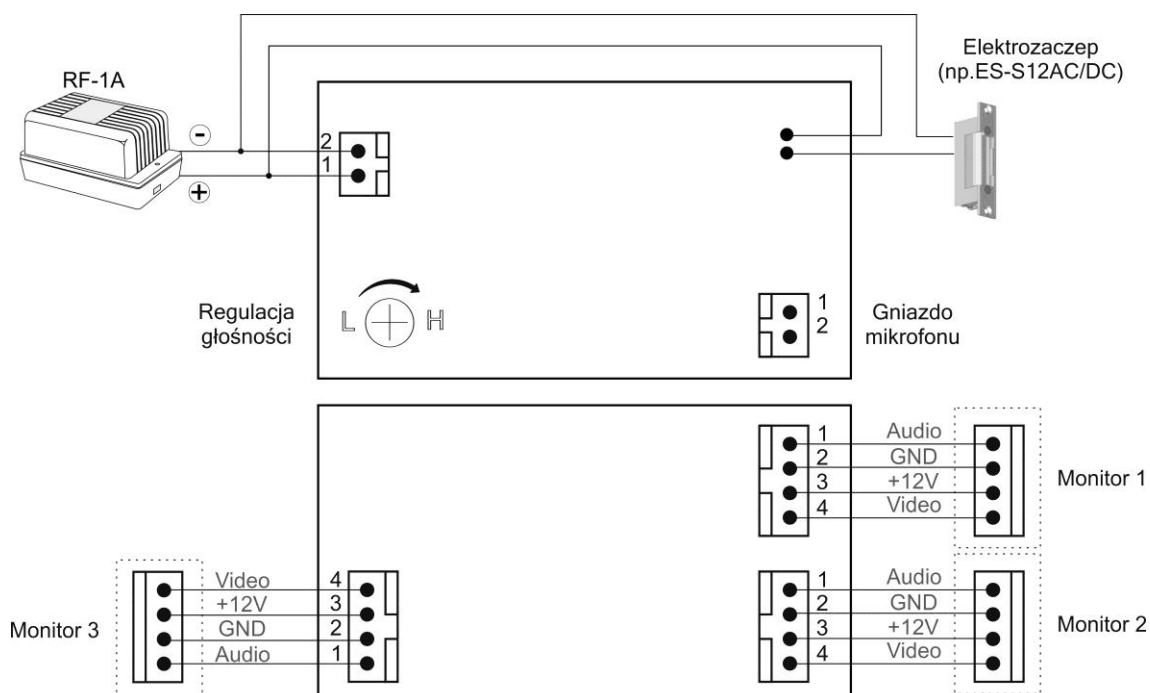 RF-1A
Elektrozaczep
(np.ES-S12AC/DC)
-
+
2
1
Regulacja
głośności
L
H
1
2
Gniazdo
mikrofonu
1 Audio
2 GND
3 +12V
4 Video
Monitor 1
Video 4
+12V 3
GND 2
Audio 1
Monitor 3
1 Audio
2 GND
3 +12V
4 Video
Monitor 2